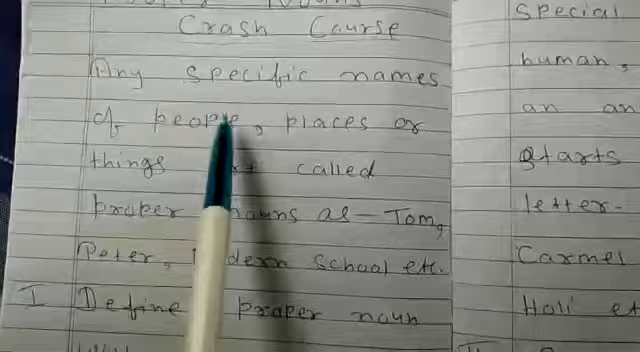 Crash Course
Any specific names
of people, places or
things called
proper nouns as - Tom,
Peter, school etc.
I Define proper noun
special
human,
an an
starts
letter.
Carmel
Holi et